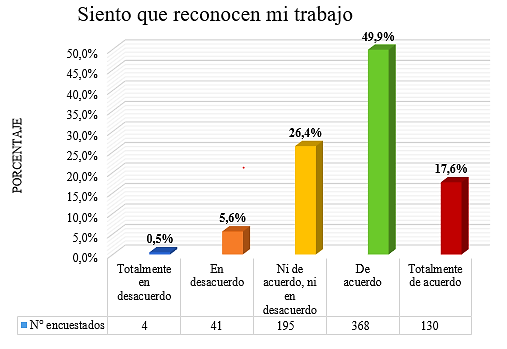 Siento que reconocen mi trabajo
PORCENTAJE
50,0%
45,0%
40,0%
35,0%
30,0%
25,0%
20,0%
15,0%
10,0%
5,0%
0,0%
0,5%
5,6%
26,4%
49,9%
17,6%
Totalmente
en
desacuerdo
En
desacuerdo
Ni de
acuerdo, ni
en
desacuerdo
De
acuerdo
Totalmente
de acuerdo
N° encuestados 4 41 195 368 130